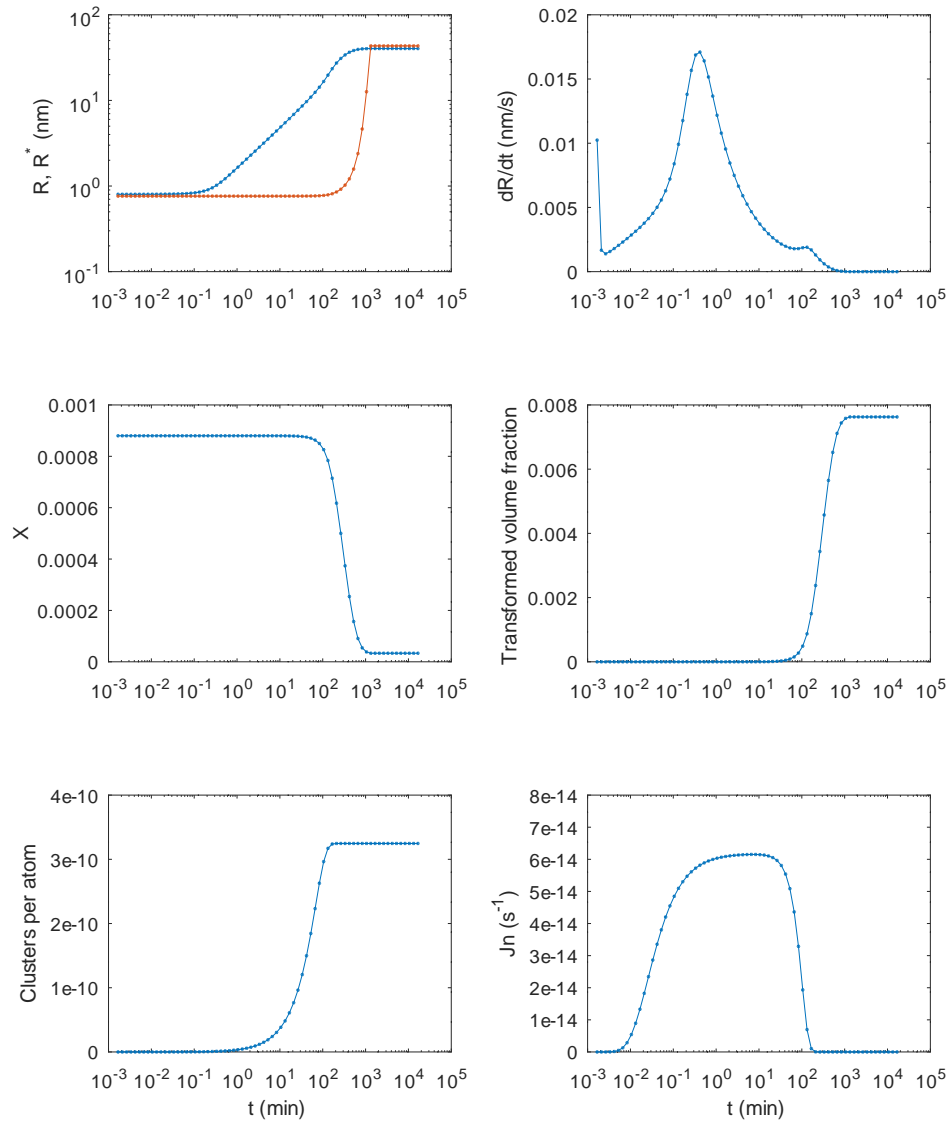 10^2
10^1
10^0
10^-1
R, R^* (nm)
10^-3 10^-2 10^-1 10^0 10^1 10^2 10^3 10^4 10^5
0.02
0.015
0.01
0.005
0
dR/dt (nm/s)
10^-3 10^-2 10^-1 10^0 10^1 10^2 10^3 10^4 10^5
0.001
0.0008
0.0006
0.0004
0.0002
0
X
10^-3 10^-2 10^-1 10^0 10^1 10^2 10^3 10^4 10^5
0.008
0.006
0.004
0.002
0
Transformed volume fraction
10^-3 10^-2 10^-1 10^0 10^1 10^2 10^3 10^4 10^5
4e-10
3e-10
2e-10
1e-10
0
Clusters per atom
10^-3 10^-2 10^-1 10^0 10^1 10^2 10^3 10^4 10^5
t (min)
8e-14
7e-14
6e-14
5e-14
4e-14
3e-14
2e-14
1e-14
0
Jn (s^-1)
10^-3 10^-2 10^-1 10^0 10^1 10^2 10^3 10^4 10^5
t (min)